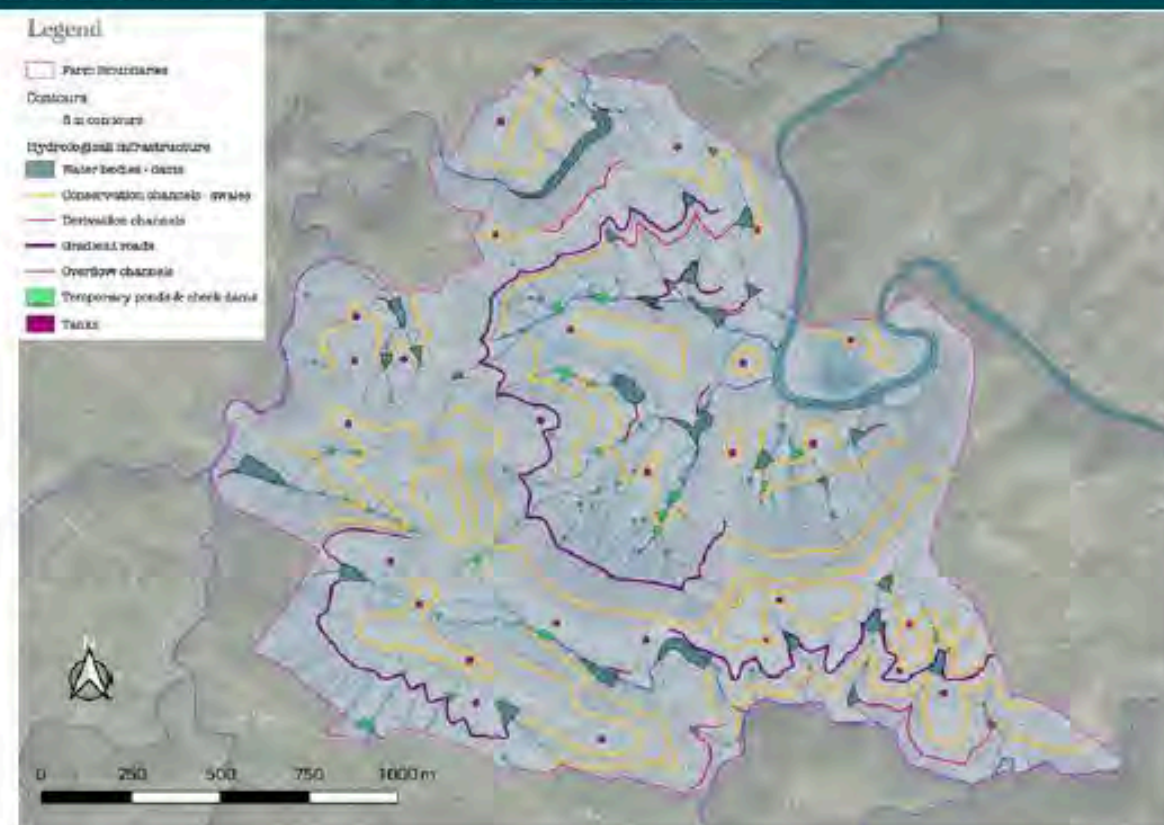 Legend
Farm Boundaries
Contours
5 m contours
Hydrological infrastructure
Water bodies - dams
Conservation channels - swales
Derivation channels
Gradient roads
Overflow channels
Temporary ponds & check dams
Tanks
0 250 500 750 1000 m